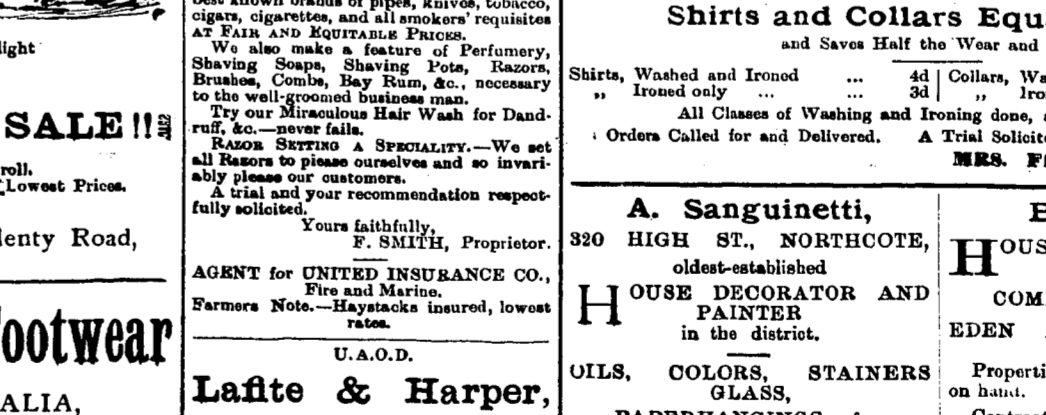 light
SALE!!
roll.
Lowest Prices.
lenty Road,
ootwear
ALIA,
best known brands of pipes, knives, tobacco,
cigars, cigarettes, and all smokers' requisites
AT FAIR AND EQUITABLE PRICES.
We also make a feature of Perfumery,
Shaving Soaps, Shaving Pots, Razors,
Brushes, Combs, Bay Rum, &c., necessary
to the well-groomed business man.
Try our Miraculous Hair Wash for Dand-
ruff, &c.—never fails.
RAZOR SETTING A SPECIALITY.—We set
all Razors to please ourselves and so invari-
ably please our customers.
A trial and your recommendation respect-
fully solicited.
Yours faithfully,
F. SMITH, Proprietor.
AGENT for UNITED INSURANCE CO.,
Fire and Marine.
Farmers Note.—Haystacks insured, lowest
rates.
U.A.O.D.
Lafite & Harper,
Shirts and Collars Equ
and Saves Half the Wear and
Shirts, Washed and Ironed ... 4d | Collars, Wa
„ Ironed only ... ... 3d | „ Iro
All Classes of Washing and Ironing done,
Orders Called for and Delivered. A Trial Solicite
MRS.
A. Sanguinetti,
320 HIGH ST., NORTHCOTE,
oldest-established
HOUSE DECORATOR AND
PAINTER
in the district.
OILS, COLORS, STAINERS
GLASS,
HOUS
COM
EDEN
Properti
on hand.